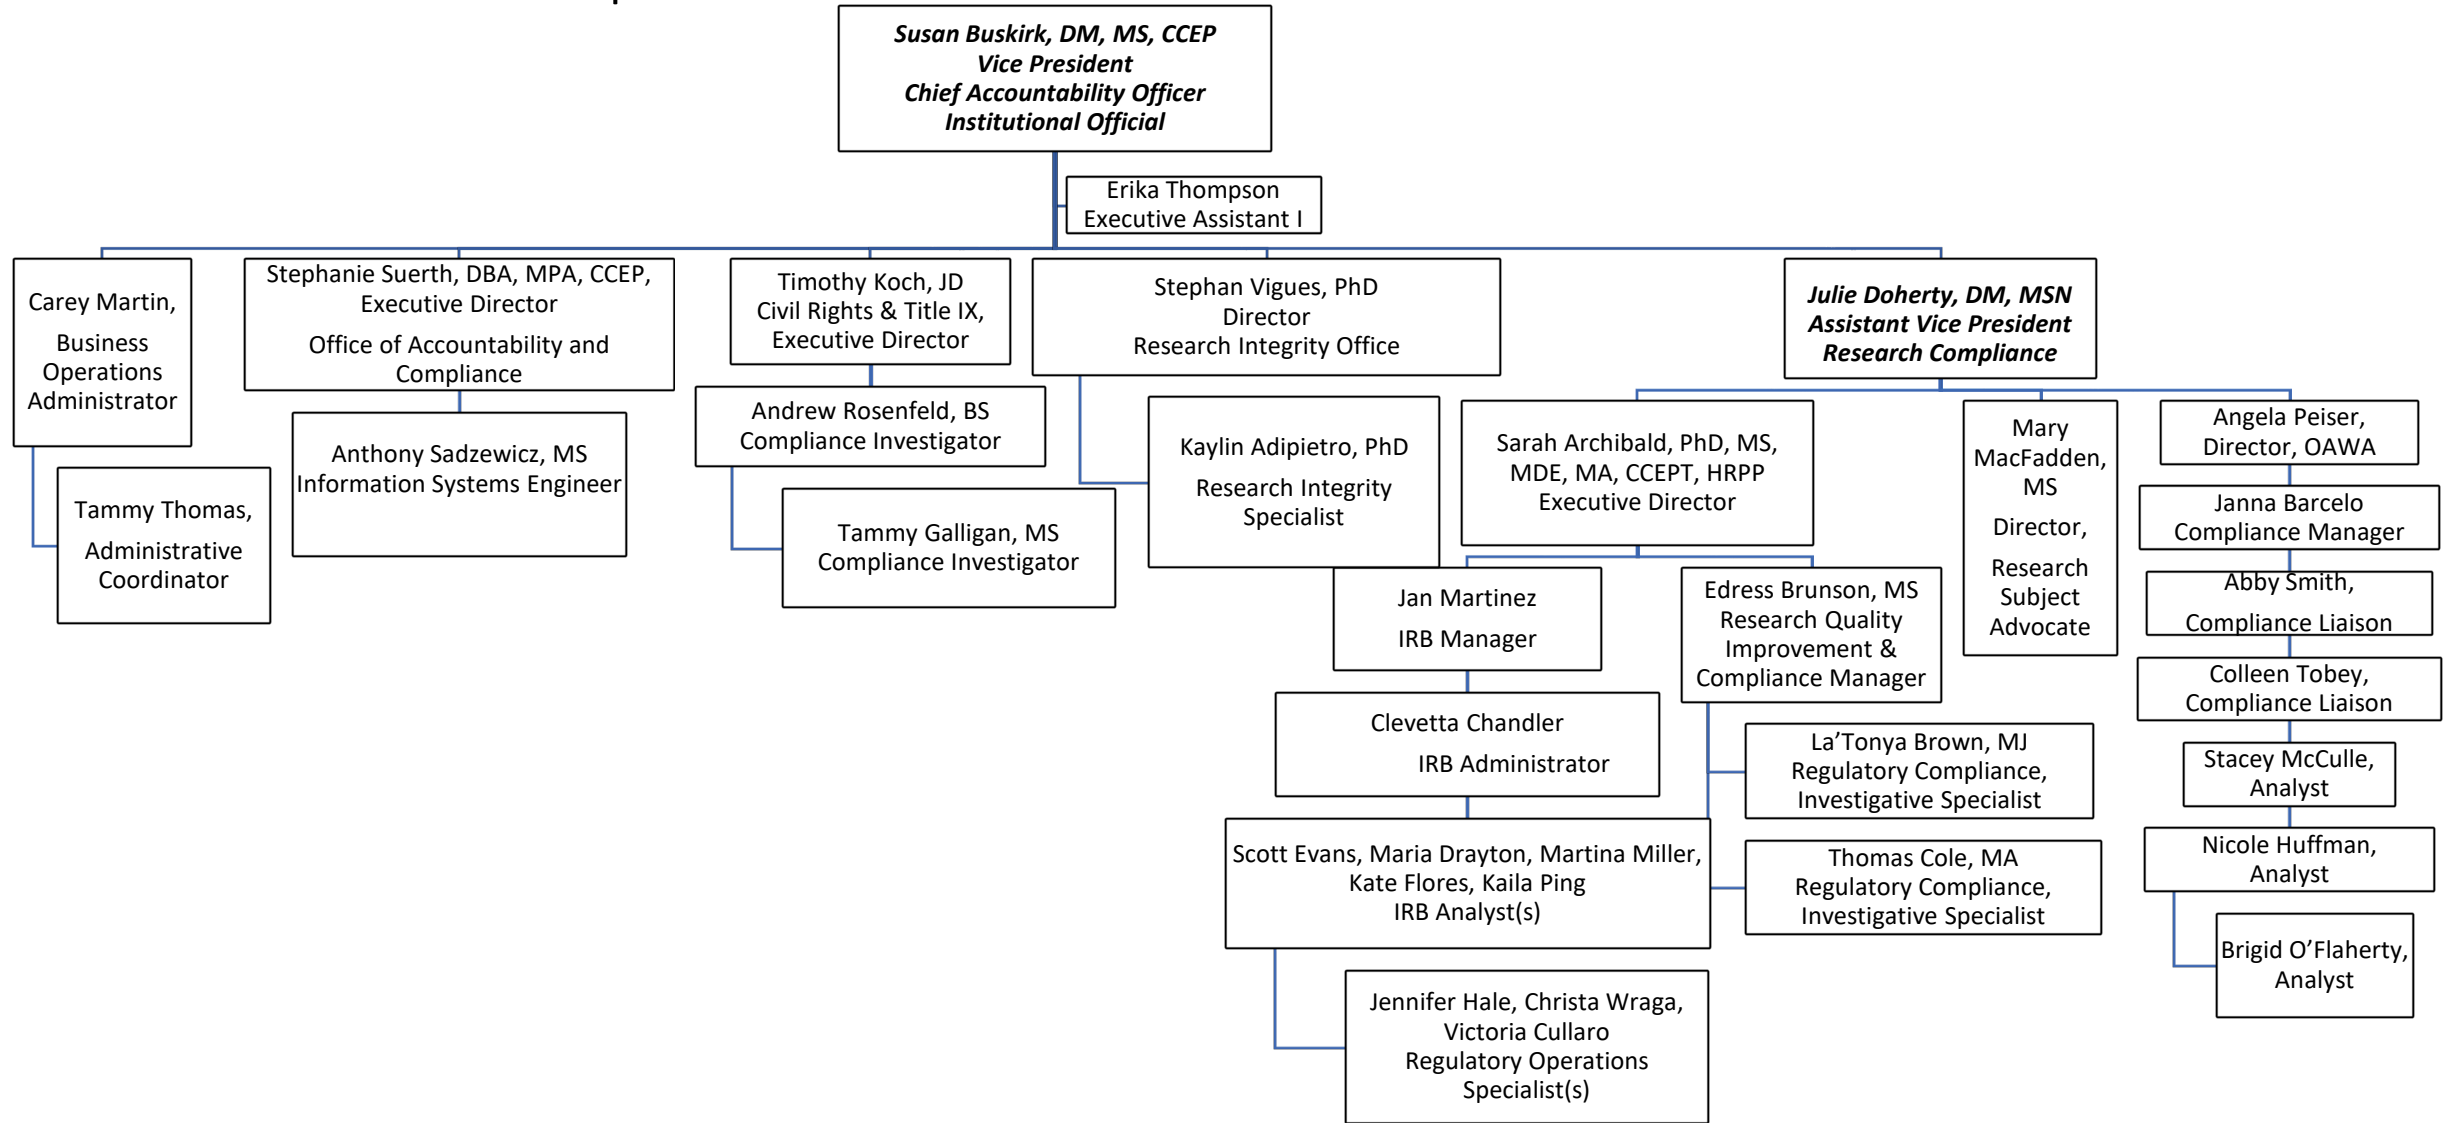 Susan Buskirk, DM, MS, CCEP
Vice President
Chief Accountability Officer
Institutional Official
Erika Thompson
Executive Assistant I
Carey Martin,
Business
Operations
Administrator
Tammy Thomas,
Administrative
Coordinator
Stephanie Suerth, DBA, MPA, CCEP,
Executive Director
Office of Accountability and
Compliance
Anthony Sadzewicz, MS
Information Systems Engineer
Timothy Koch, JD
Civil Rights & Title IX,
Executive Director
Andrew Rosenfeld, BS
Compliance Investigator
Tammy Galligan, MS
Compliance Investigator
Stephan Vigues, PhD
Director
Research Integrity Office
Kaylin Adipietro, PhD
Research Integrity
Specialist
Julie Doherty, DM, MSN
Assistant Vice President
Research Compliance
Sarah Archibald, PhD, MS,
MDE, MA, CCEPT, HRPP
Executive Director
Jan Martinez
IRB Manager
Clevetta Chandler
IRB Administrator
Scott Evans, Maria Drayton, Martina Miller,
Kate Flores, Kaila Ping
IRB Analyst(s)
Jennifer Hale, Christa Wraga,
Victoria Cullaro
Regulatory Operations
Specialist(s)
Edress Brunson, MS
Research Quality
Improvement &
Compliance Manager
La’Tonya Brown, MJ
Regulatory Compliance,
Investigative Specialist
Thomas Cole, MA
Regulatory Compliance,
Investigative Specialist
Mary
MacFadden,
MS
Director,
Research
Subject
Advocate
Angela Peiser,
Director, OAWA
Janna Barcelo
Compliance Manager
Abby Smith,
Compliance Liaison
Colleen Tobey,
Compliance Liaison
Stacey McCulle,
Analyst
Nicole Huffman,
Analyst
Brigid O’Flaherty,
Analyst